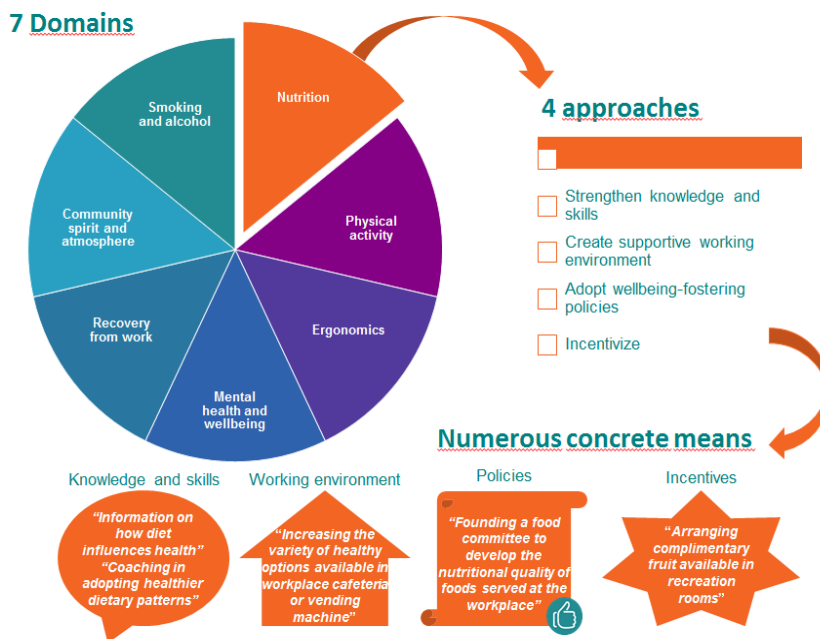 7 Domains
Nutrition
Smoking
and alcohol
Community
spirit and
atmosphere
Physical
activity
Recovery
from work
Ergonomics
Mental
health and
wellbeing
4 approaches
Strengthen knowledge and
skills
Create supportive working
environment
Adopt wellbeing-fostering
policies
Incentivize
Numerous concrete means
Knowledge and skills
“Information on
how diet
influences health”
“Coaching in
adopting healthier
dietary patterns”
Working environment
“Increasing the
variety of healthy
options available in
workplace cafeteria
or vending
machine”
Policies
“Founding a food
committee to
develop the
nutritional quality of
foods served at the
workplace”
Incentives
“Arranging
complimentary
fruit available in
recreation
rooms”